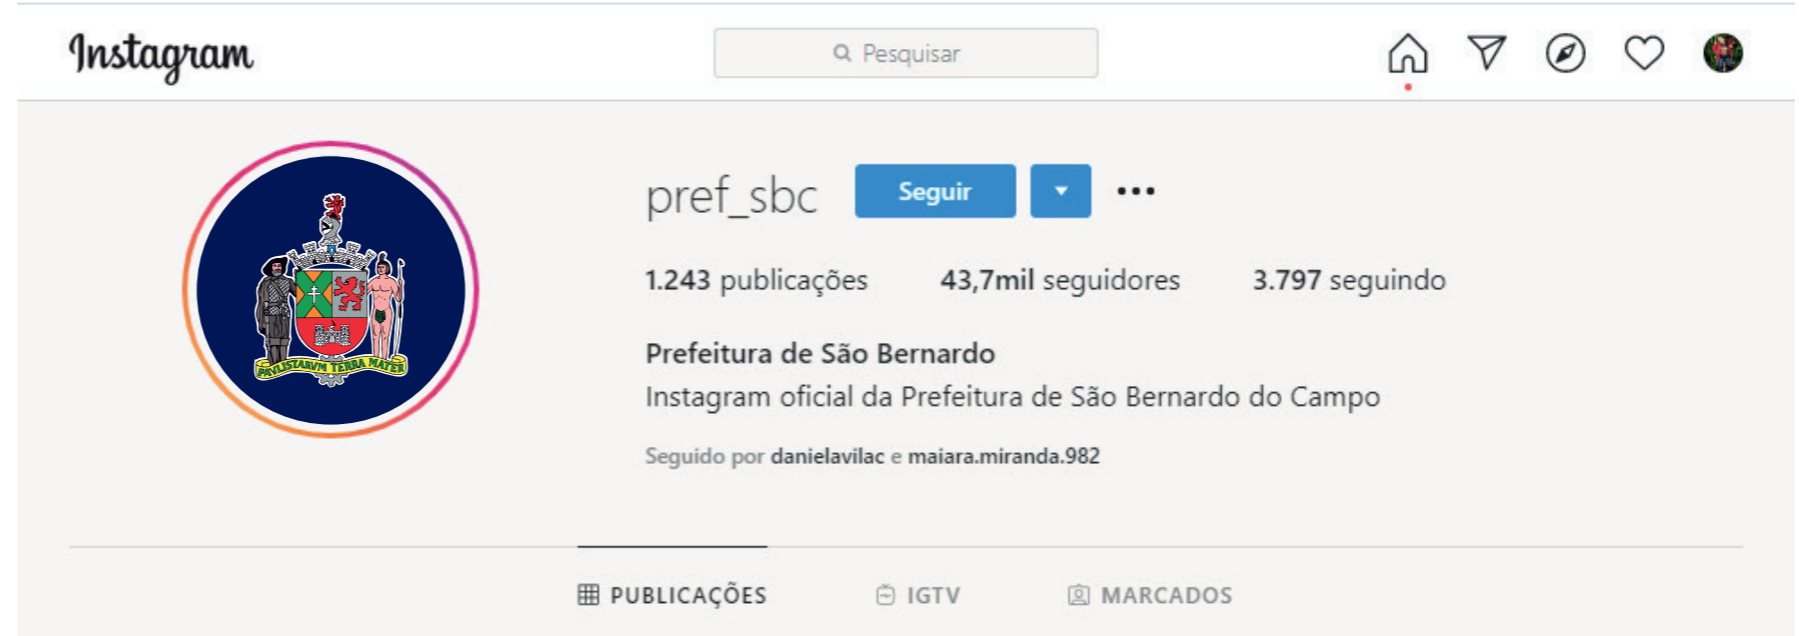 Instagram
Pesquisar
pref_sbc Seguir
1.243 publicações 43,7mil seguidores 3.797 seguindo
Prefeitura de São Bernardo
Instagram oficial da Prefeitura de São Bernardo do Campo
Seguido por danielavilac e maiara.miranda.982
PAVLISTARVM TERRA MATER
PUBLICAÇÕES IGTV MARCADOS